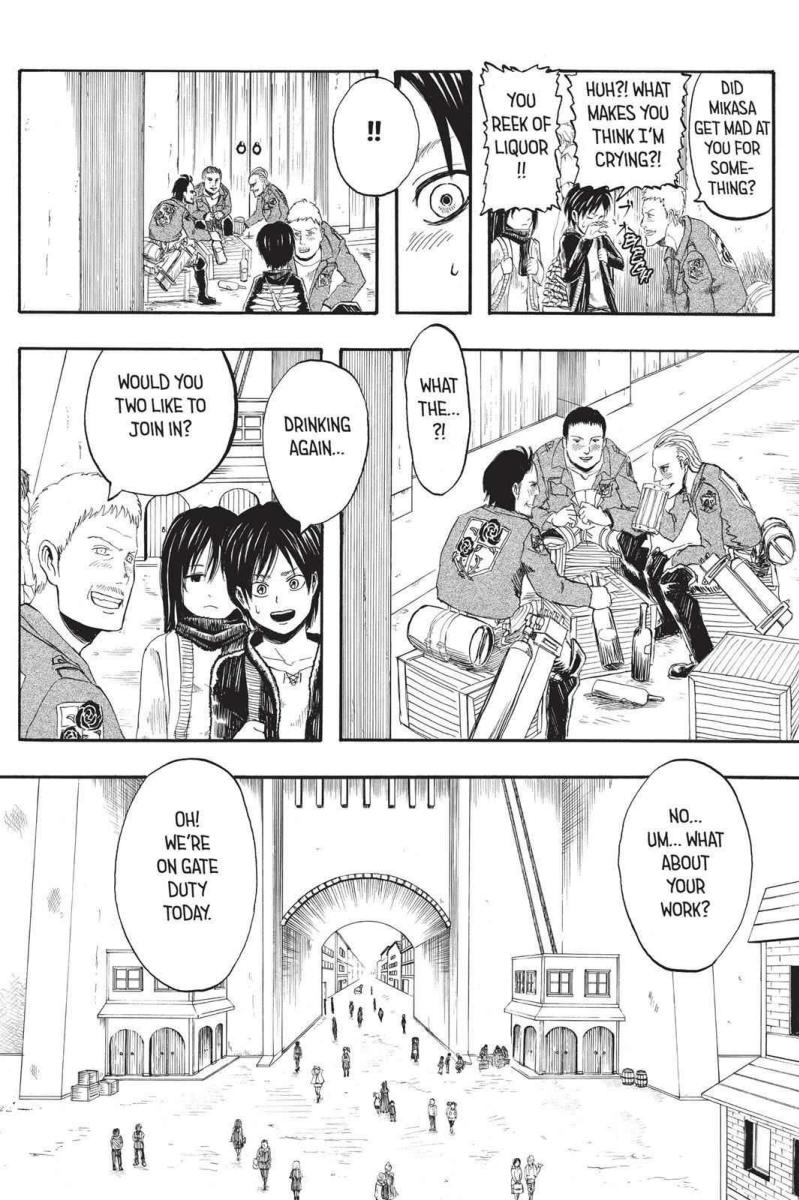 DID
MIKASA
GET MAD AT
YOU FOR
SOME-
THING?
HUH?! WHAT
MAKES YOU
THINK I'M
CRYING?!
YOU
REEK OF
LIQUOR
!!
!!
WHAT
THE...
?!
DRINKING
AGAIN...
WOULD YOU
TWO LIKE TO
JOIN IN?
NO...
UM... WHAT
ABOUT
YOUR
WORK?
OH!
WE'RE
ON GATE
DUTY
TODAY.